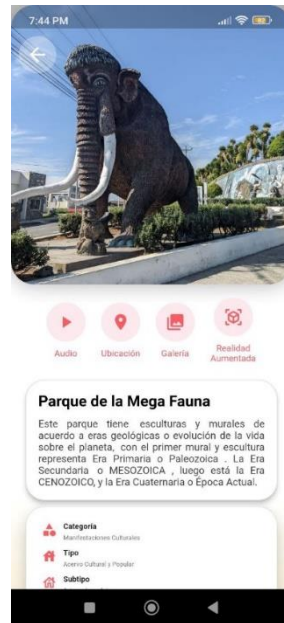 7:44 PM
92
Audio
Ubicación
Galería
Realidad
Aumentada
Parque de la Mega Fauna
Este parque tiene esculturas y murales de
acuerdo a eras geológicas o evolución de la vida
sobre el planeta, con el primer mural y escultura
representa Era Primaria o Paleozoica . La Era
Secundaria o MESOZOICA , luego está la Era
CENOZOICO, y la Era Cuaternaria o Época Actual.
Categoría
Manifestaciones Culturales
Tipo
Acervo Cultural y Popular
Subtipo